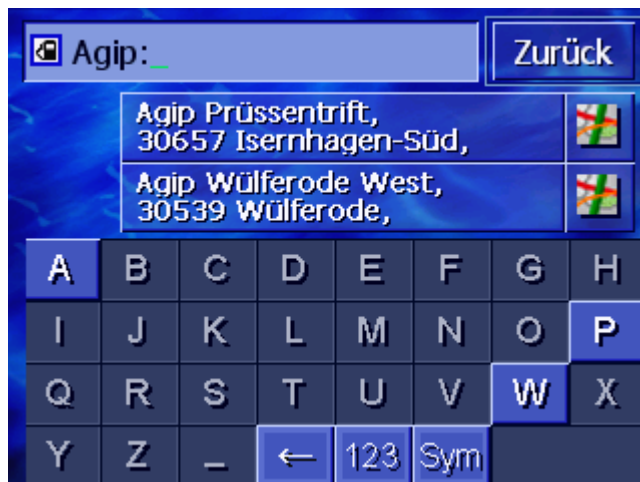 Agip:_
Zurück
Agip Prüssentrift,
30657 Isernhagen-Süd,
Agip Wülferode West,
30539 Wülferode,
A B C D E F G H
I J K L M N O P
Q R S T U V W X
Y Z _ ← 123 Sym